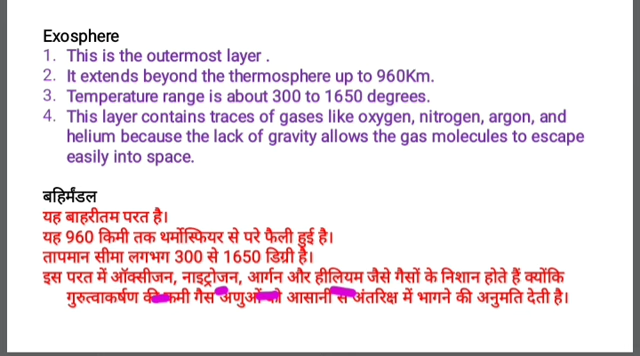 Exosphere
1. This is the outermost layer .
2. It extends beyond the thermosphere up to 960Km.
3. Temperature range is about 300 to 1650 degrees.
4. This layer contains traces of gases like oxygen, nitrogen, argon, and
helium because the lack of gravity allows the gas molecules to escape
easily into space.
बहिर्मंडल
यह बाहरीतम परत है।
यह 960 किमी तक थर्मोस्फियर से परे फैली हुई है।
तापमान सीमा लगभग 300 से 1650 डिग्री है।
इस परत में ऑक्सीजन, नाइट्रोजन, आर्गन और हीलियम जैसे गैसों के निशान होते हैं क्योंकि
गुरुत्वाकर्षण की कमी गैस अणुओं को आसानी से अंतरिक्ष में भागने की अनुमति देती है।